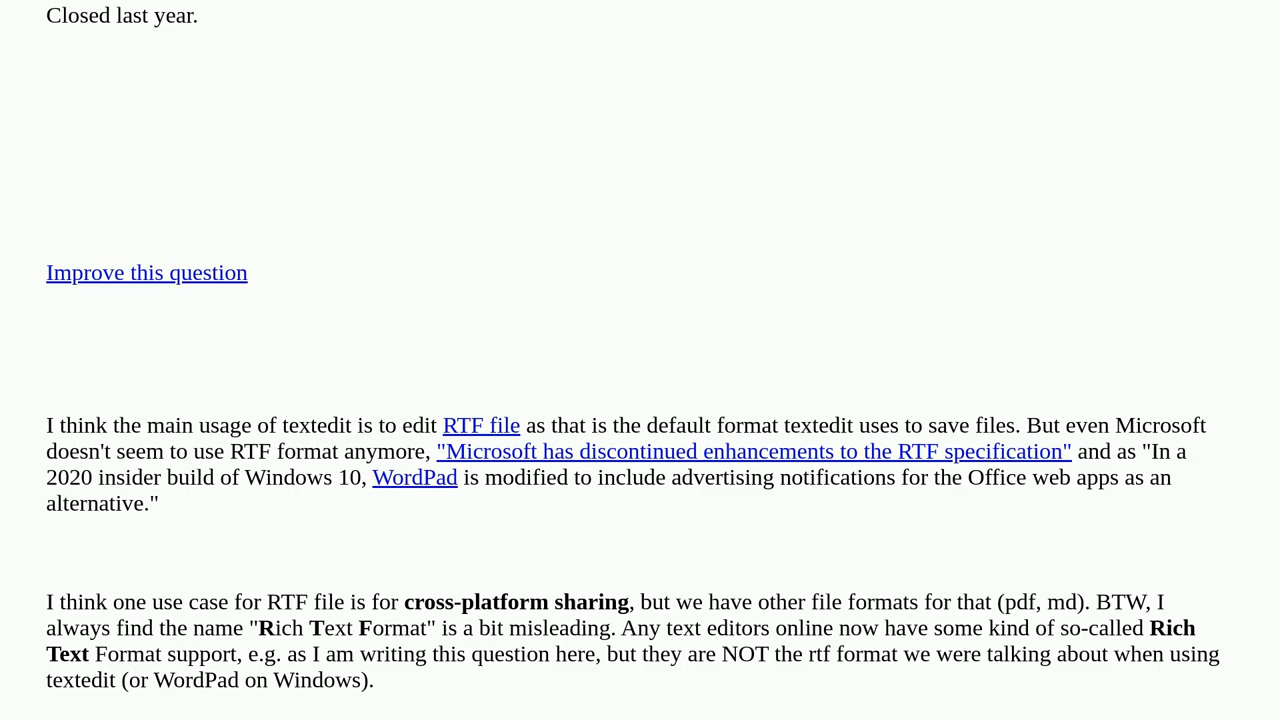 Closed last year.
Improve this question
I think the main usage of textedit is to edit RTF file as that is the default format textedit uses to save files. But even Microsoft
doesn't seem to use RTF format anymore, "Microsoft has discontinued enhancements to the RTF specification" and as "In a
2020 insider build of Windows 10, WordPad is modified to include advertising notifications for the Office web apps as an
alternative."
I think one use case for RTF file is for cross-platform sharing, but we have other file formats for that (pdf, md). BTW, I
always find the name "Rich Text Format" is a bit misleading. Any text editors online now have some kind of so-called Rich
Text Format support, e.g. as I am writing this question here, but they are NOT the rtf format we were talking about when using
textedit (or WordPad on Windows).